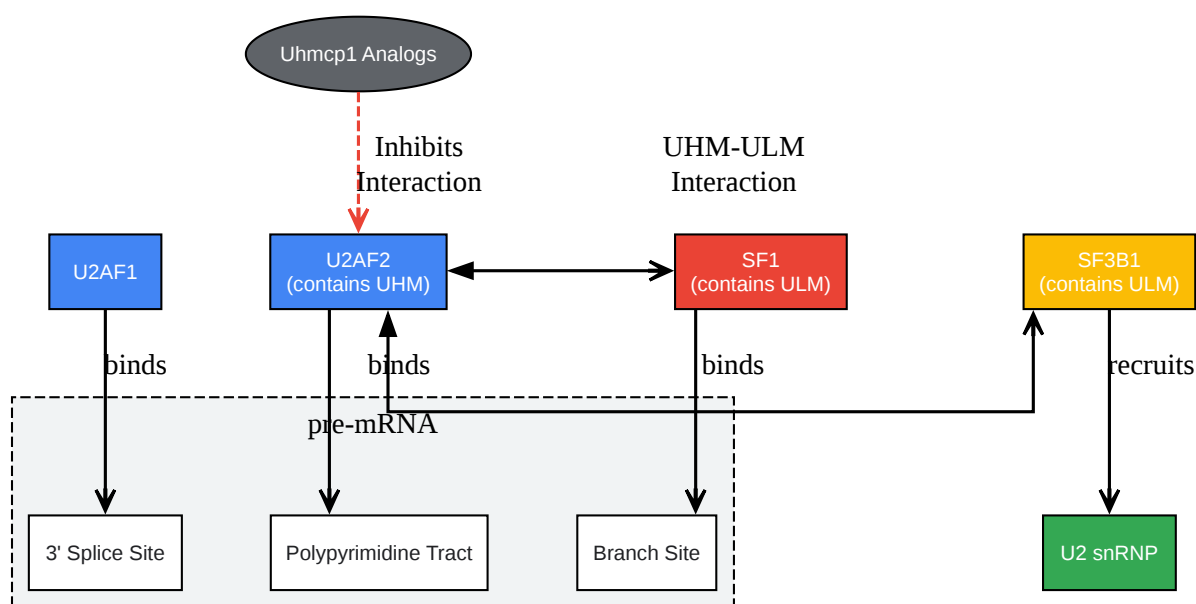 Uhmcp1 Analogs
Inhibits
Interaction
UHM-ULM
Interaction
U2AF1
U2AF2
(contains UHM)
SF1
(contains ULM)
SF3B1
(contains ULM)
binds
binds
binds
recruits
pre-mRNA
3' Splice Site
Polypyrimidine Tract
Branch Site
U2 snRNP